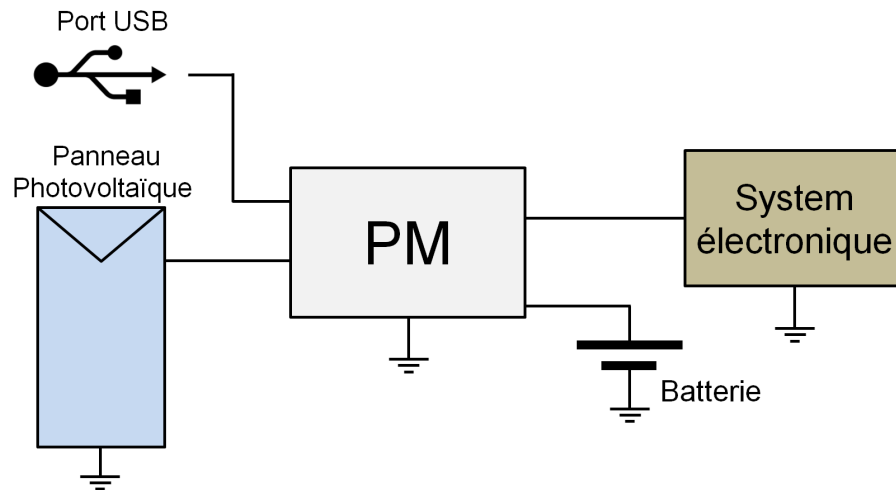 Port USB
Panneau
Photovoltaïque
PM
System
électronique
Batterie